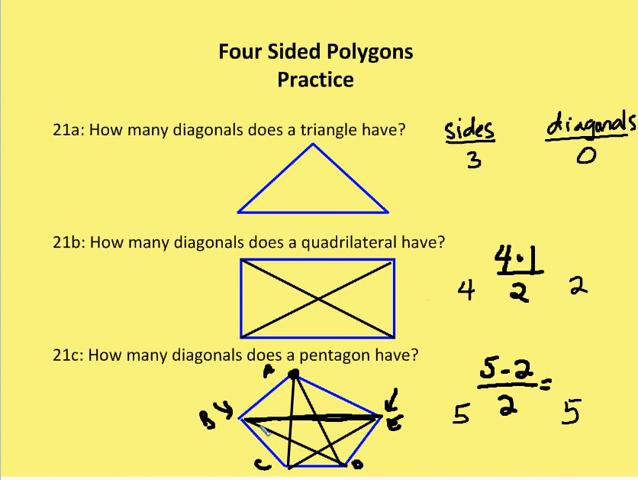 Four Sided Polygons
Practice
21a: How many diagonals does a triangle have?
sides diagonals
3 0
21b: How many diagonals does a quadrilateral have?
4 4·1 2
2
21c: How many diagonals does a pentagon have?
A
B E
C D
5 5-2 = 5
2